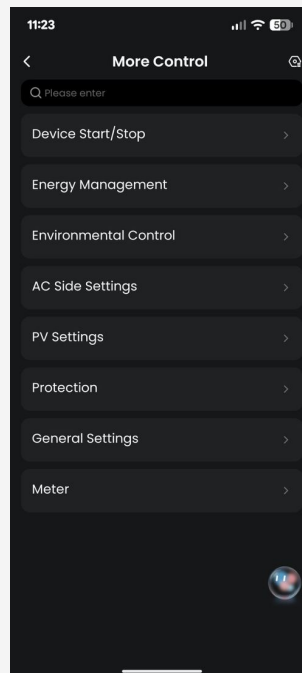 11:23
50
More Control
Please enter
Device Start/Stop
Energy Management
Environmental Control
AC Side Settings
PV Settings
Protection
General Settings
Meter